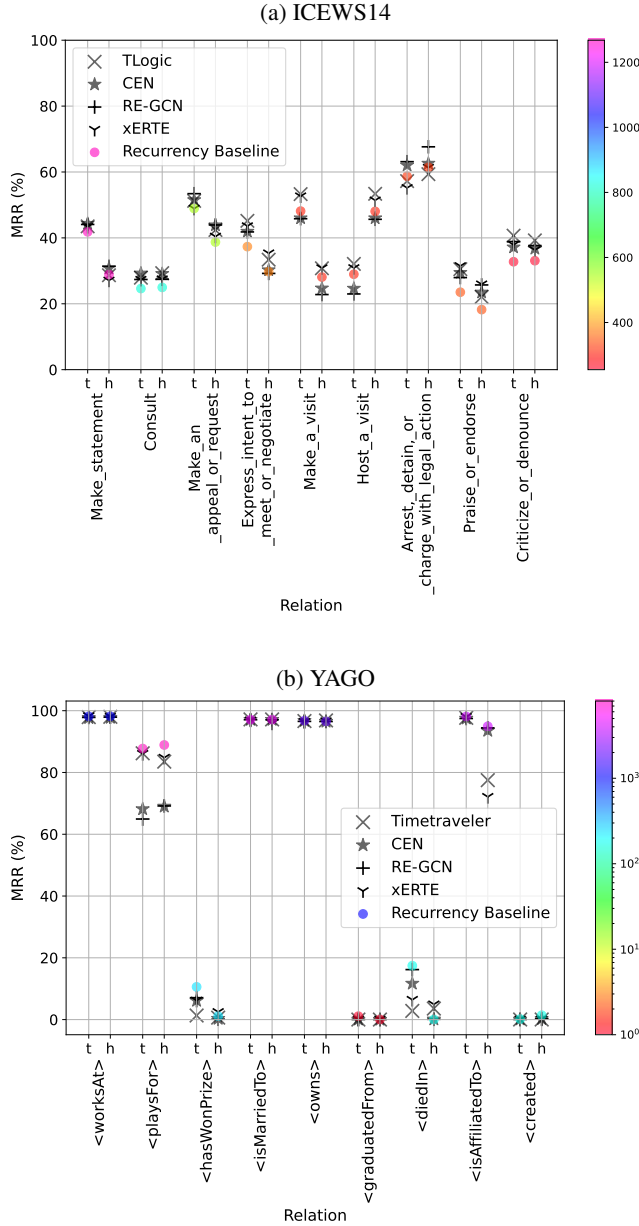 (a) ICEWS14
100
80
60
40
20
0
MRR (%)
TLogic
CEN
RE-GCN
xERTE
Recurrency Baseline
1200
1000
800
600
400
t h t h t h t h t h t h t h t h t h
Make_statement
Consult
Make_an
_appeal_or_request
Express_intent_to
_meet_or_negotiate
Make_a_visit
Host_a_visit
Arrest,_detain,_or
_charge_with_legal_action
Praise_or_endorse
Criticize_or_denounce
Relation
(b) YAGO
100
80
60
40
20
0
MRR (%)
Timetraveler
CEN
RE-GCN
xERTE
Recurrency Baseline
10³
10²
10¹
10⁰
t h t h t h t h t h t h t h t h t h
<worksAt>
<playsFor>
<hasWonPrize>
<isMarriedTo>
<owns>
<graduatedFrom>
<diedIn>
<isAffiliatedTo>
<created>
Relation